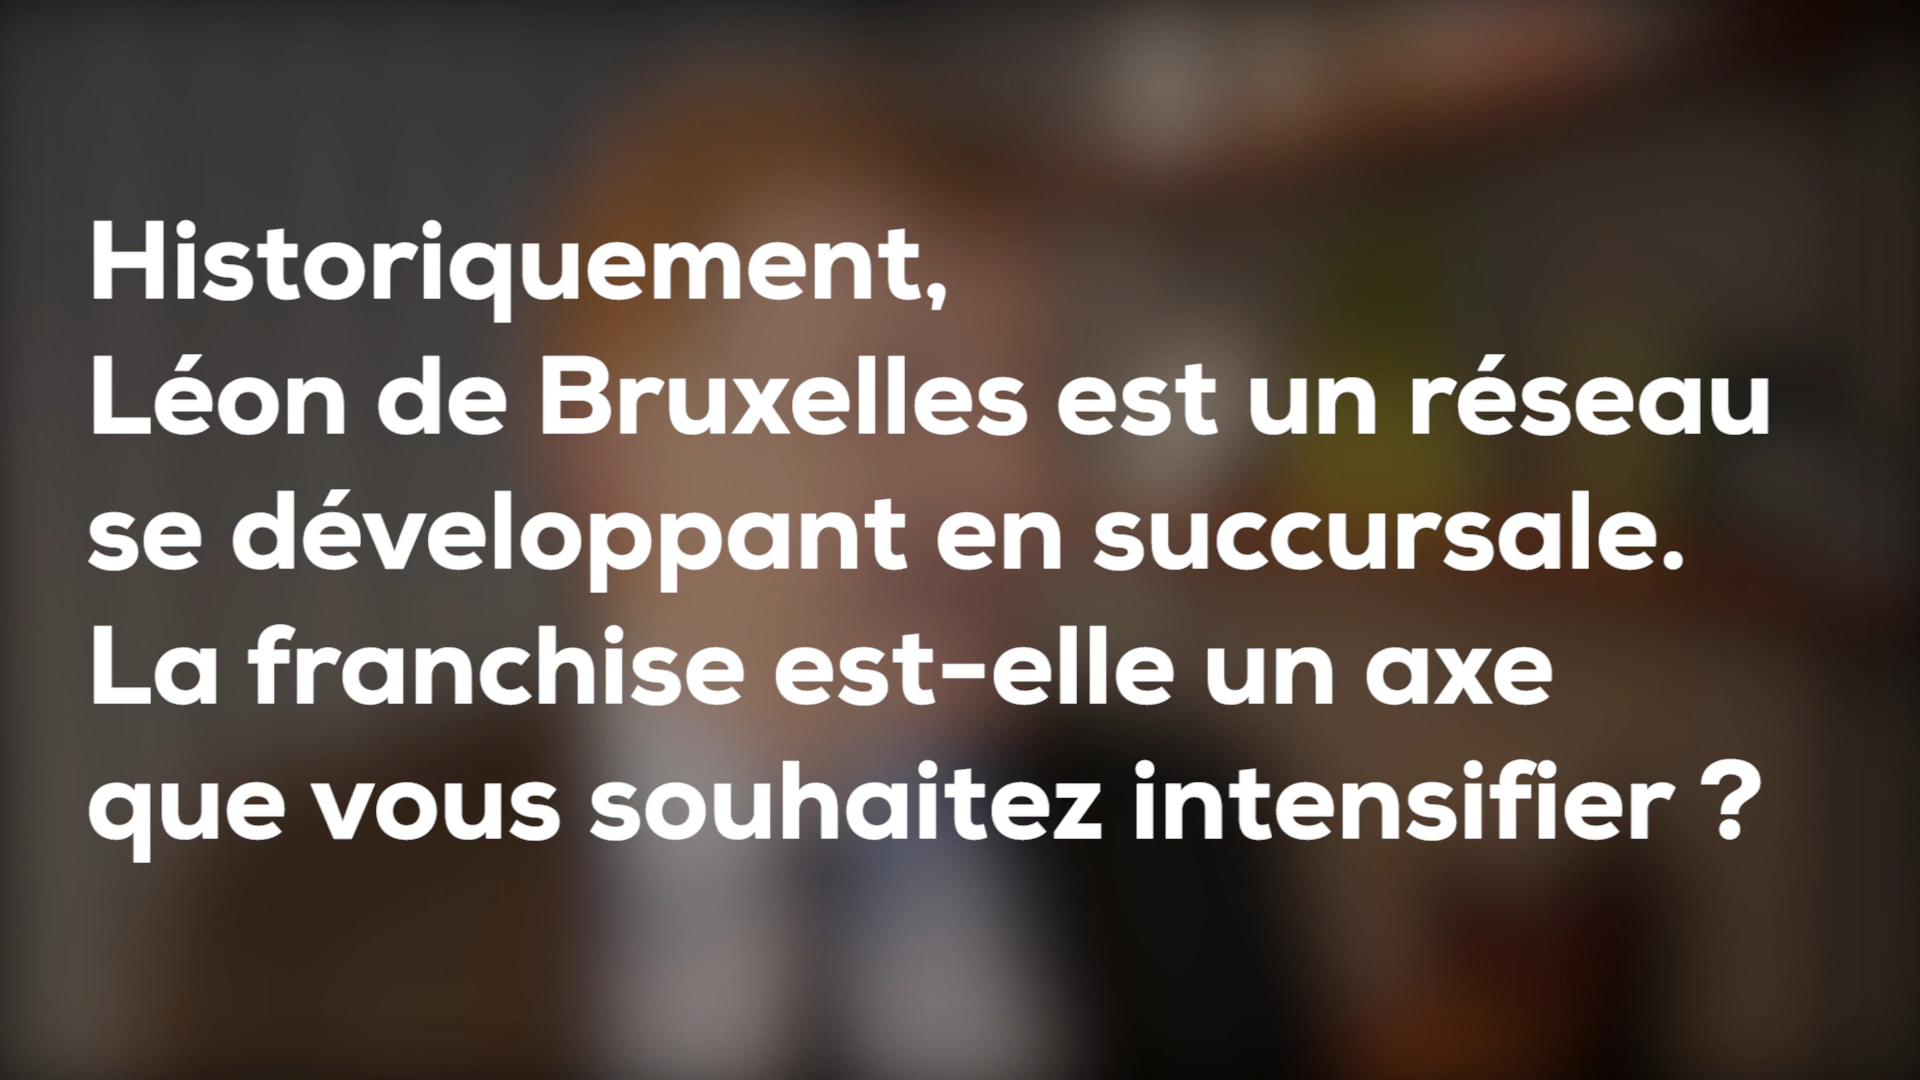 Historiquement,
Léon de Bruxelles est un réseau
se développant en succursale.
La franchise est-elle un axe
que vous souhaitez intensifier ?